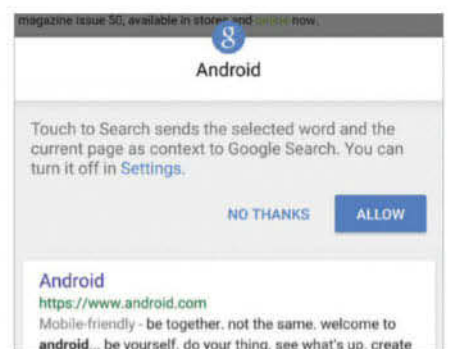 magazine issue 50, available in stores and online now.
8
Android
Touch to Search sends the selected word and the
current page as context to Google Search. You can
turn it off in Settings.
NO THANKS ALLOW
Android
https://www.android.com
Mobile-friendly - be together. not the same. welcome to
android... be yourself. do your thing. see what's up. create